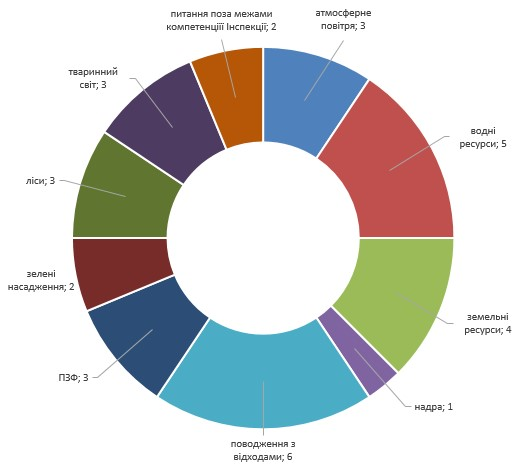 питання поза межами
компетенціїї Інспекції; 2
атмосферне
повітря; 3
тваринний
світ; 3
водні
ресурси; 5
ліси; 3
зелені
насадження; 2
земельні
ресурси; 4
ПЗФ; 3
надра; 1
поводження з
відходами; 6